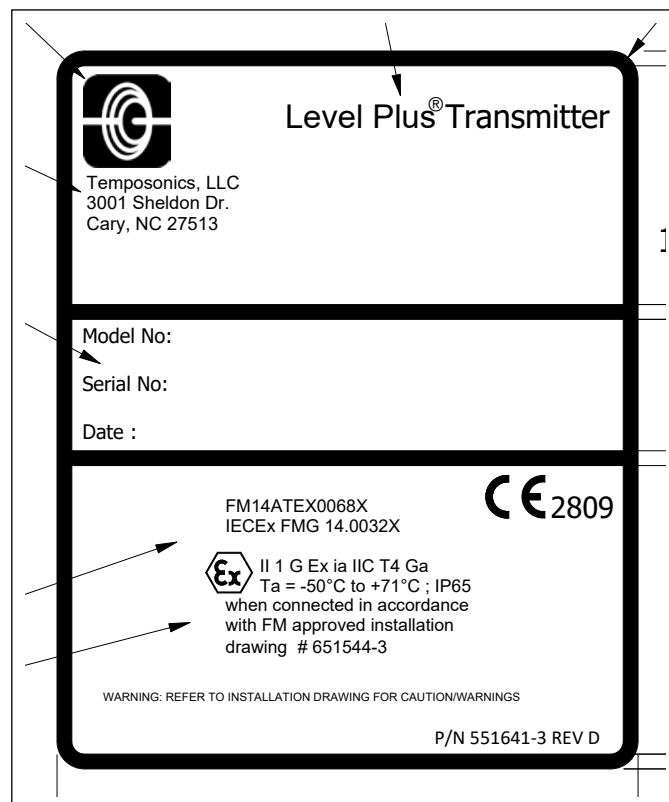 Level Plus® Transmitter
Temposonics, LLC
3001 Sheldon Dr.
Cary, NC 27513
1
Model No:
Serial No:
Date :
CE 2809
FM14ATEX0068X
IECEx FMG 14.0032X
Ex II 1 G Ex ia IIC T4 Ga
Ta = -50°C to +71°C ; IP65
when connected in accordance
with FM approved installation
drawing # 651544-3
WARNING: REFER TO INSTALLATION DRAWING FOR CAUTION/WARNINGS
P/N 551641-3 REV D